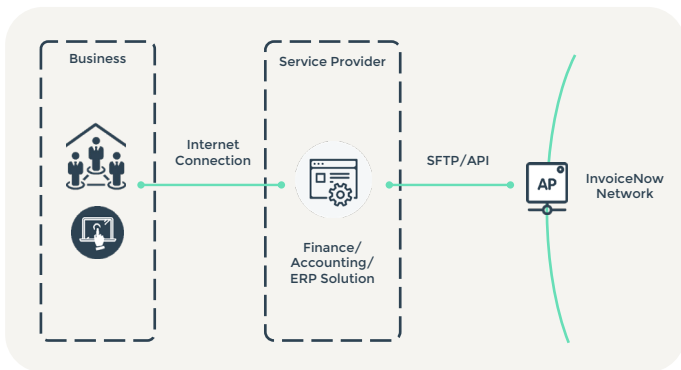 Business
Service Provider
Internet
Connection
SFTP/API
AP
InvoiceNow
Network
Finance/
Accounting/
ERP Solution